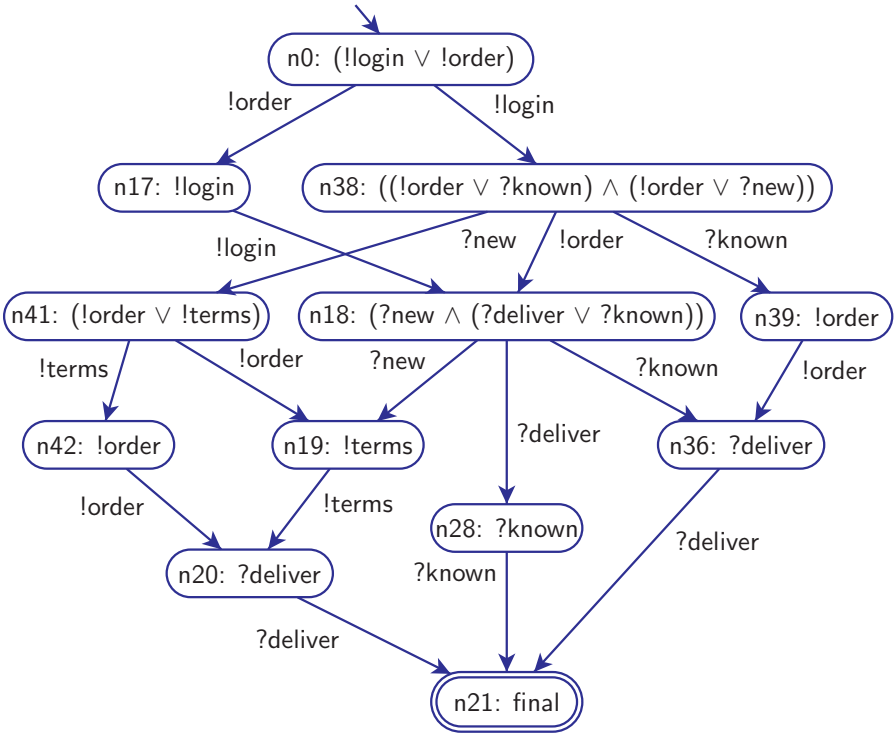 n0: (!login ∨ !order)
!order
!login
n17: !login
n38: ((!order ∨ ?known) ∧ (!order ∨ ?new))
!login
?new
!order
?known
n41: (!order ∨ !terms)
n18: (?new ∧ (?deliver ∨ ?known))
n39: !order
!terms
!order
?new
?known
!order
?deliver
n42: !order
n19: !terms
n36: ?deliver
!order
!terms
n28: ?known
?deliver
n20: ?deliver
?known
?deliver
n21: final